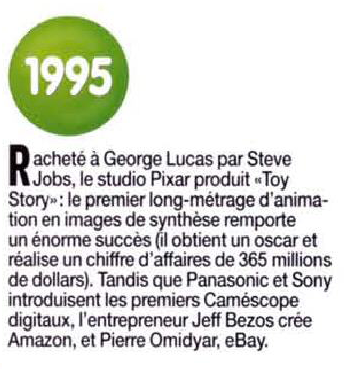 1995
Racheté à George Lucas par Steve
Jobs, le studio Pixar produit «Toy
Story»: le premier long-métrage d'anima-
tion en images de synthèse remporte
un énorme succès (il obtient un oscar et
réalise un chiffre d'affaires de 365 millions
de dollars). Tandis que Panasonic et Sony
introduisent les premiers Caméscope
digitaux, l'entrepreneur Jeff Bezos crée
Amazon, et Pierre Omidyar, eBay.